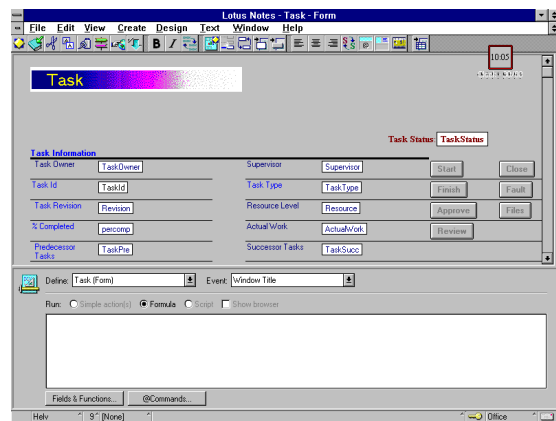 Lotus Notes - Task - Form
File Edit View Create Design Text Window Help
10:05
Task
Task Status TaskStatus
Task Information
Task Owner TaskOwner Supervisor Supervisor Start Close
Task Id TaskId Task Type TaskType Finish Fault
Task Revision Revision Resource Level Resource Approve Files
% Completed percomp Actual Work ActualWork Review
Predecessor Tasks TaskPre Successor Tasks TaskSucc
Define: Task (Form) Event: Window Title
Run: Simple action(s) Formula Script Show browser
Fields & Functions... @Commands...
Helv 9 [None] Office